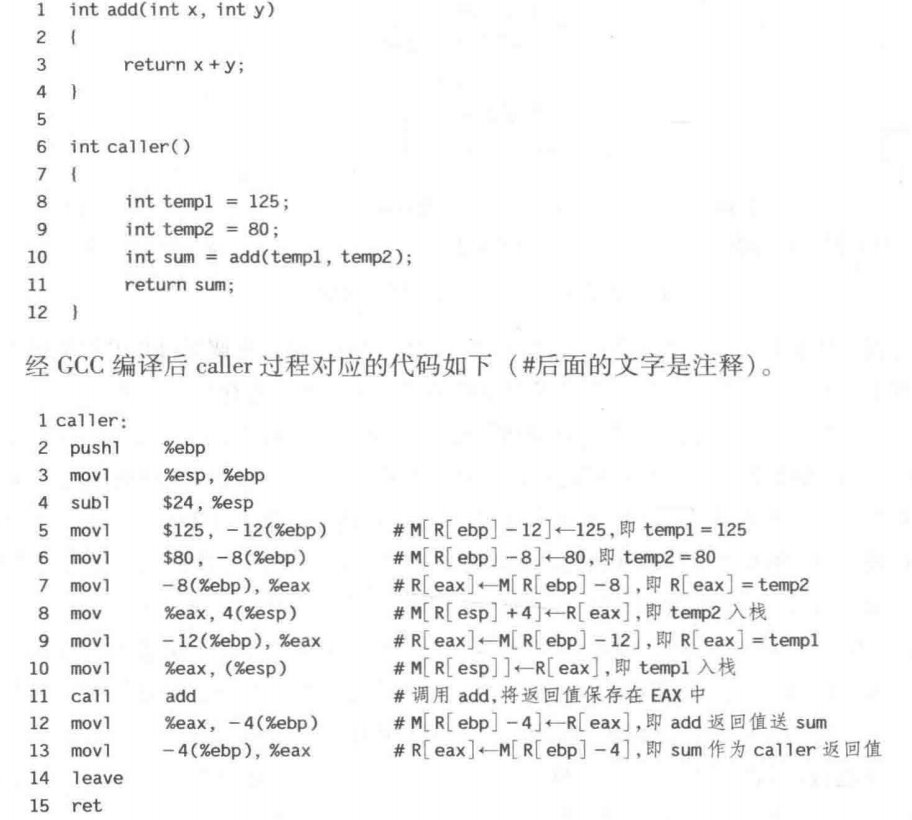 1 int add(int x, int y)
2 {
3 return x+y;
4 }
5
6 int caller()
7 {
8 int temp1 = 125;
9 int temp2 = 80;
10 int sum = add(temp1, temp2);
11 return sum;
12 }
经 GCC 编译后 caller 过程对应的代码如下（#后面的文字是注释）。
1 caller:
2 pushl %ebp
3 movl %esp, %ebp
4 subl $24, %esp
5 movl $125, -12(%ebp) # M[R[ebp]-12]←125,即 temp1=125
6 movl $80, -8(%ebp) # M[R[ebp]-8]←80,即 temp2=80
7 movl -8(%ebp), %eax # R[eax]←M[R[ebp]-8],即 R[eax]=temp2
8 mov %eax, 4(%esp) # M[R[esp]+4]←R[eax],即 temp2 入栈
9 movl -12(%ebp), %eax # R[eax]←M[R[ebp]-12],即 R[eax]=temp1
10 movl %eax, (%esp) # M[R[esp]]←R[eax],即 temp1 入栈
11 call add # 调用 add,将返回值保存在 EAX 中
12 movl %eax, -4(%ebp) # M[R[ebp]-4]←R[eax],即 add 返回值送 sum
13 movl -4(%ebp), %eax # R[eax]←M[R[ebp]-4],即 sum 作为 caller 返回值
14 leave
15 ret